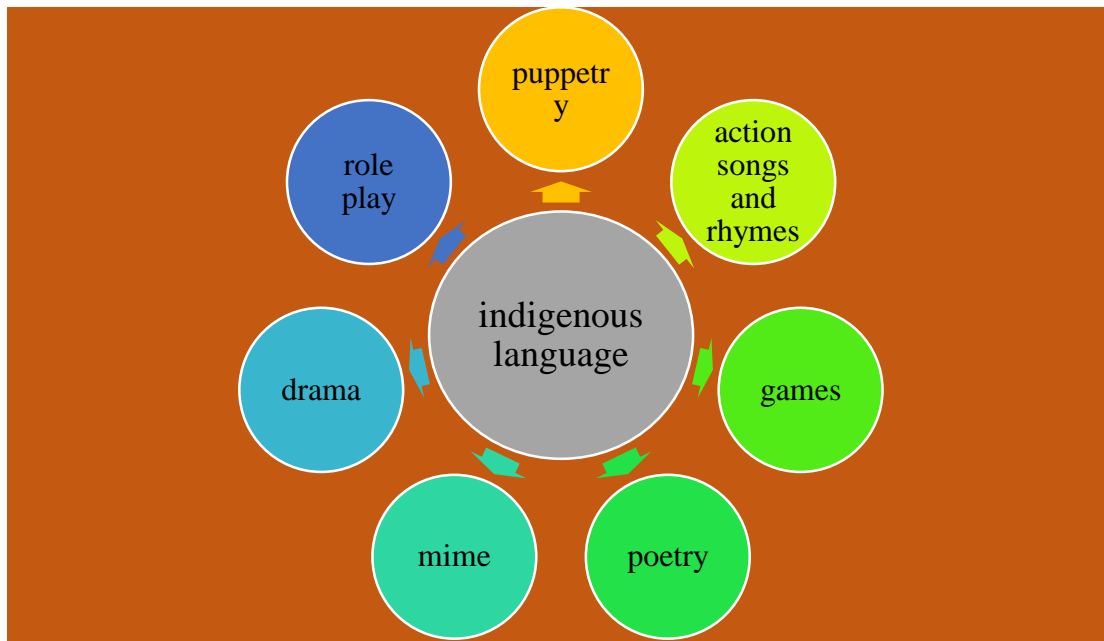 puppetr
y
action
songs
and
rhymes
games
poetry
mime
drama
role
play
indigenous
language